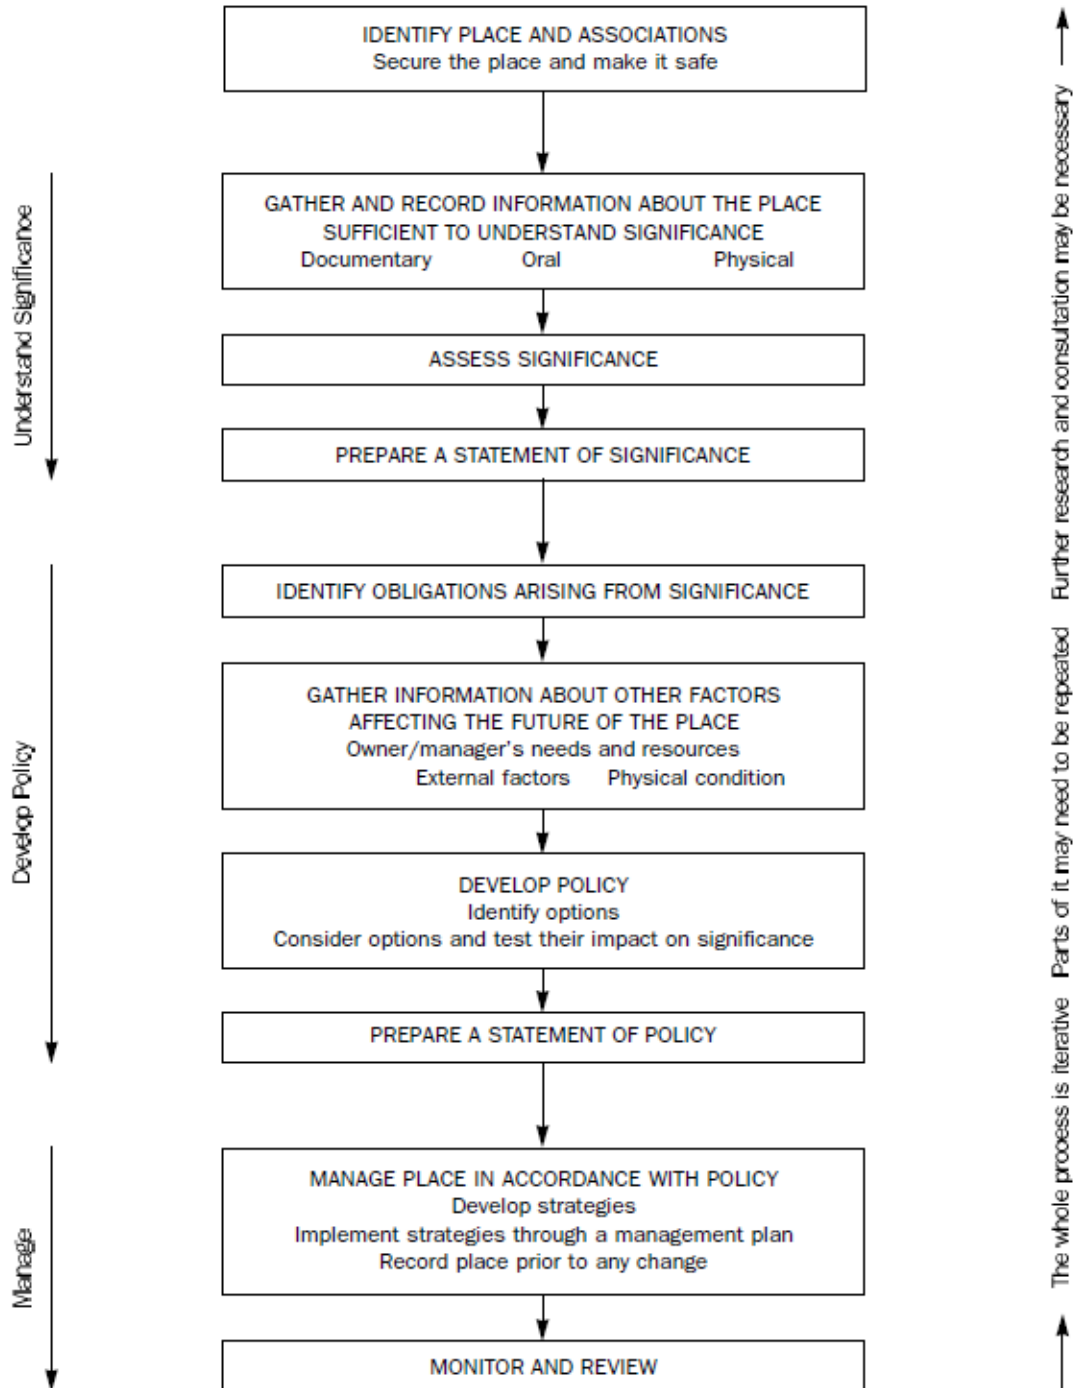 IDENTIFY PLACE AND ASSOCIATIONS
Secure the place and make it safe
GATHER AND RECORD INFORMATION ABOUT THE PLACE
SUFFICIENT TO UNDERSTAND SIGNIFICANCE
Documentary Oral Physical
ASSESS SIGNIFICANCE
PREPARE A STATEMENT OF SIGNIFICANCE
IDENTIFY OBLIGATIONS ARISING FROM SIGNIFICANCE
GATHER INFORMATION ABOUT OTHER FACTORS
AFFECTING THE FUTURE OF THE PLACE
Owner/manager's needs and resources
External factors Physical condition
DEVELOP POLICY
Identify options
Consider options and test their impact on significance
PREPARE A STATEMENT OF POLICY
MANAGE PLACE IN ACCORDANCE WITH POLICY
Develop strategies
Implement strategies through a management plan
Record place prior to any change
MONITOR AND REVIEW
Understand Significance
Develop Policy
Manage
The whole process is iterative Parts of it may need to be repeated Further research and consultation may be necessary